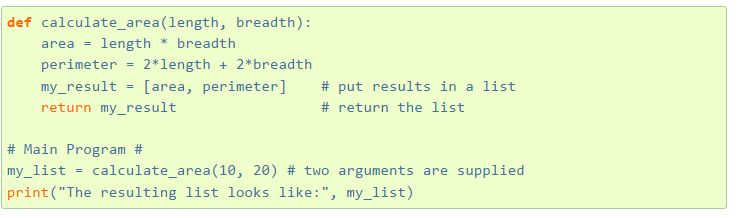 def calculate_area(length, breadth):
    area = length * breadth
    perimeter = 2*length + 2*breadth
    my_result = [area, perimeter]    # put results in a list
    return my_result                 # return the list

# Main Program #
my_list = calculate_area(10, 20) # two arguments are supplied
print("The resulting list looks like:", my_list)